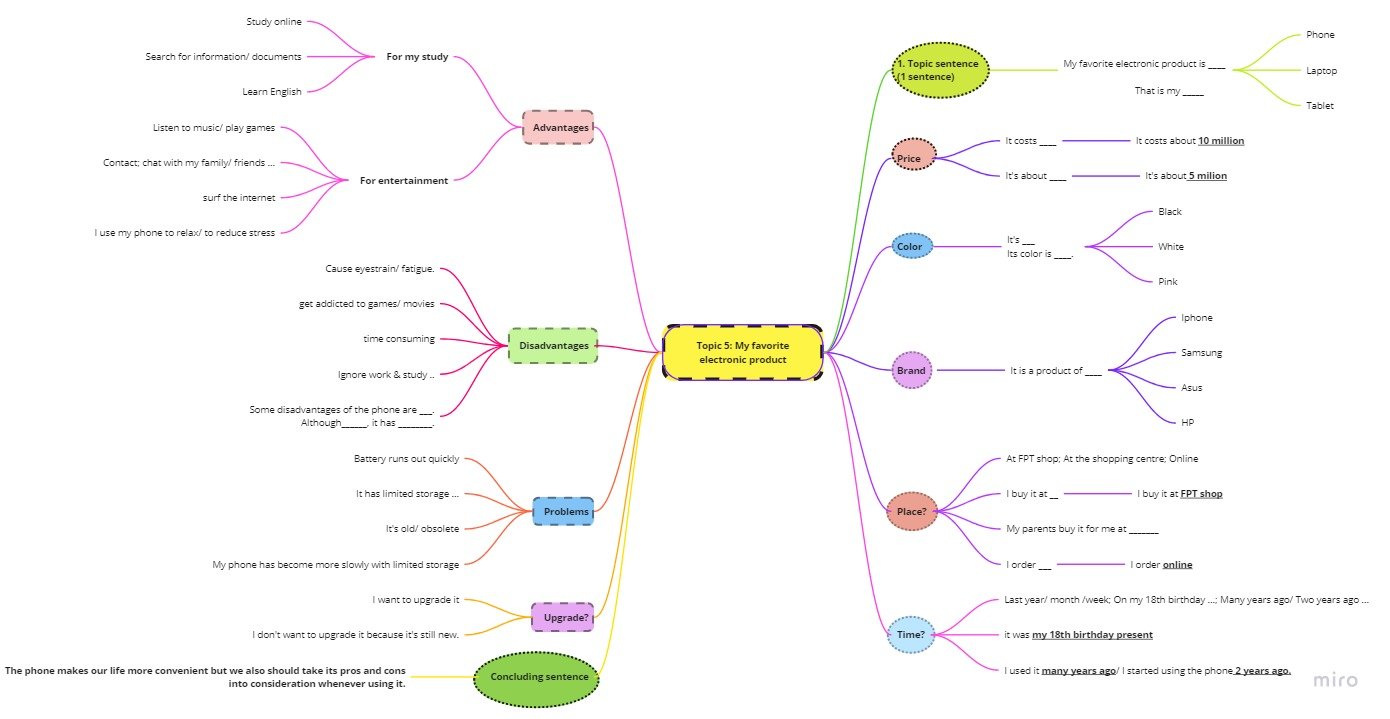 Topic 5: My favorite
electronic product
1. Topic sentence
(1 sentence)
My favorite electronic product is ____
That is my _____
Phone
Laptop
Tablet
Price
It costs ____
It costs about 10 million
It's about ____
It's about 5 milion
Color
It's ___
Its color is ____.
Black
White
Pink
Brand
It is a product of ____
Iphone
Samsung
Asus
HP
Place?
At FPT shop; At the shopping centre; Online
I buy it at __
I buy it at FPT shop
My parents buy it for me at _______
I order ___
I order online
Time?
Last year/ month /week; On my 18th birthday ...; Many years ago/ Two years ago ...
it was my 18th birthday present
I used it many years ago/ I started using the phone 2 years ago.
Advantages
For my study
Study online
Search for information/ documents
Learn English
For entertainment
Listen to music/ play games
Contact; chat with my family/ friends ...
surf the internet
I use my phone to relax/ to reduce stress
Disadvantages
Cause eyestrain/ fatigue.
get addicted to games/ movies
time consuming
Ignore work & study ..
Some disadvantages of the phone are ___.
Although______, it has ________.
Problems
Battery runs out quickly
It has limited storage ...
It's old/ obsolete
My phone has become more slowly with limited storage
Upgrade?
I want to upgrade it
I don't want to upgrade it because it's still new.
Concluding sentence
The phone makes our life more convenient but we also should take its pros and cons
into consideration whenever using it.
miro